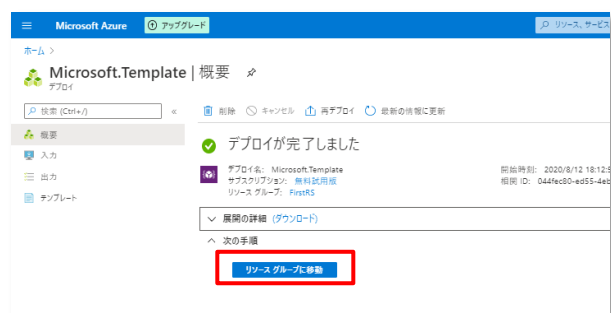 Microsoft Azure
アップグレード
リソース、サービス
ホーム >
Microsoft.Template | 概要
デプロイ
検索 (Ctrl+/)
«
削除
キャンセル
再デプロイ
最新の情報に更新
概要
入力
出力
テンプレート
デプロイが完了しました
デプロイ名: Microsoft.Template
開始時刻: 2020/8/12 18:12:5
サブスクリプション: 無料試用版
相関 ID: 044fec80-ed55-4eb
リソース グループ: FirstRS
展開の詳細 (ダウンロード)
次の手順
リソース グループに移動